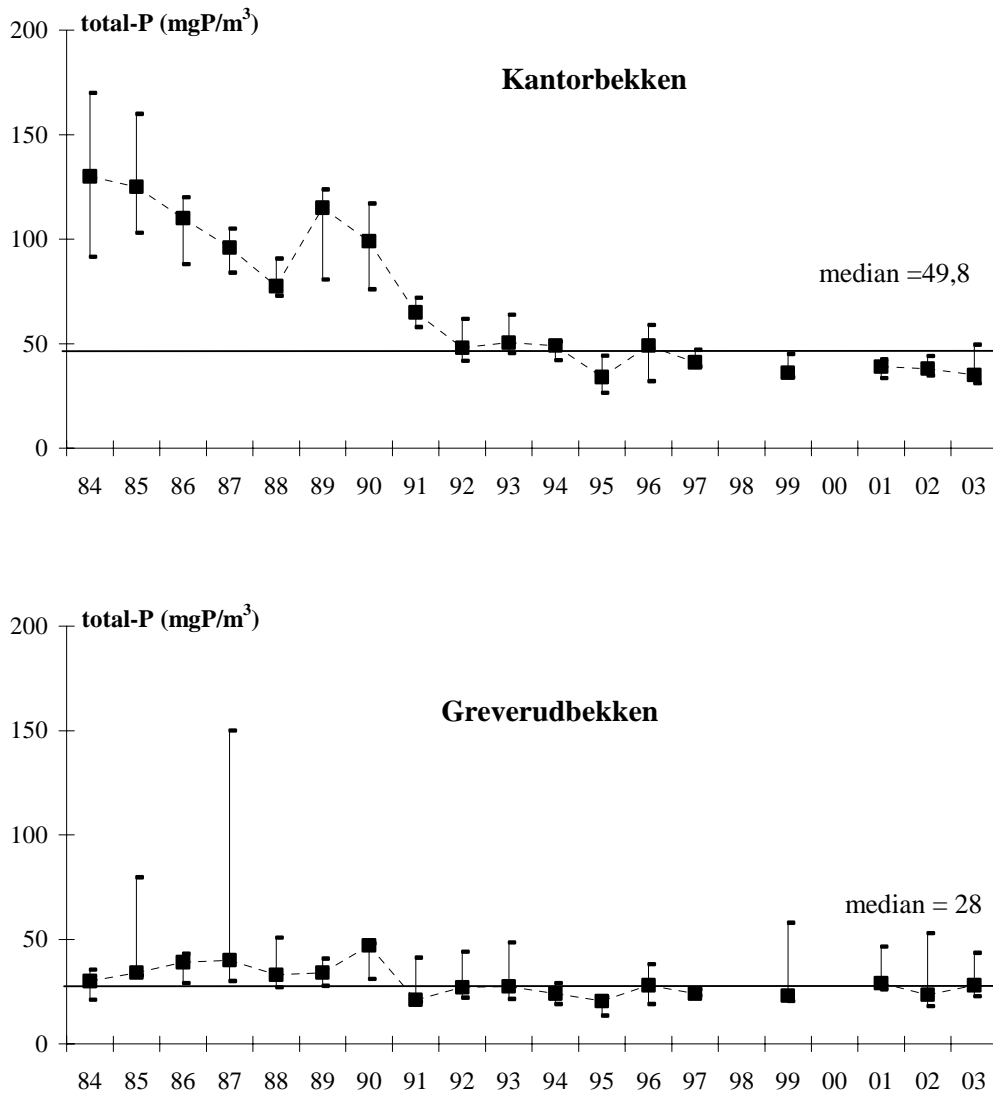 total-P (mgP/m³)
Kantorbekken
200
150
100
50
0
median =49,8
84 85 86 87 88 89 90 91 92 93 94 95 96 97 98 99 00 01 02 03
total-P (mgP/m³)
Greverudbekken
200
150
100
50
0
median = 28
84 85 86 87 88 89 90 91 92 93 94 95 96 97 98 99 00 01 02 03